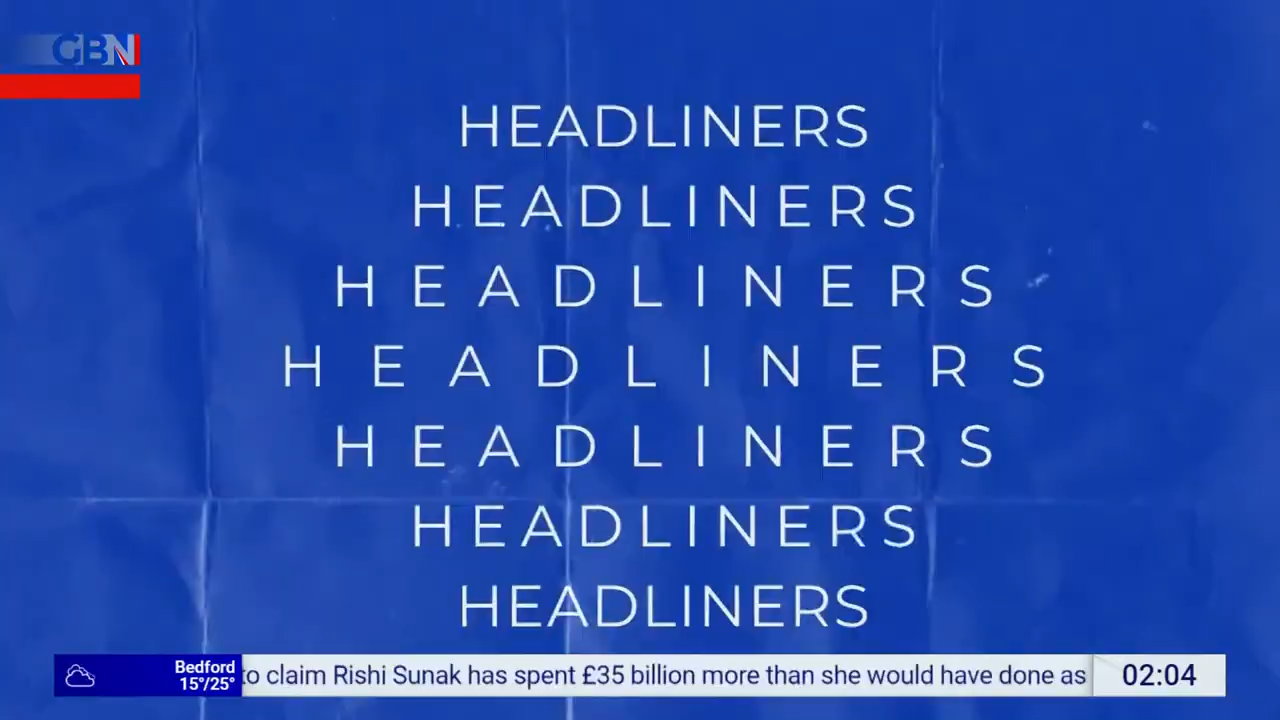 GBN
HEADLINERS
HEADLINERS
HEADLINERS
HEADLINERS
HEADLINERS
HEADLINERS
HEADLINERS
Bedford
15°/25°
to claim Rishi Sunak has spent £35 billion more than she would have done as
02:04